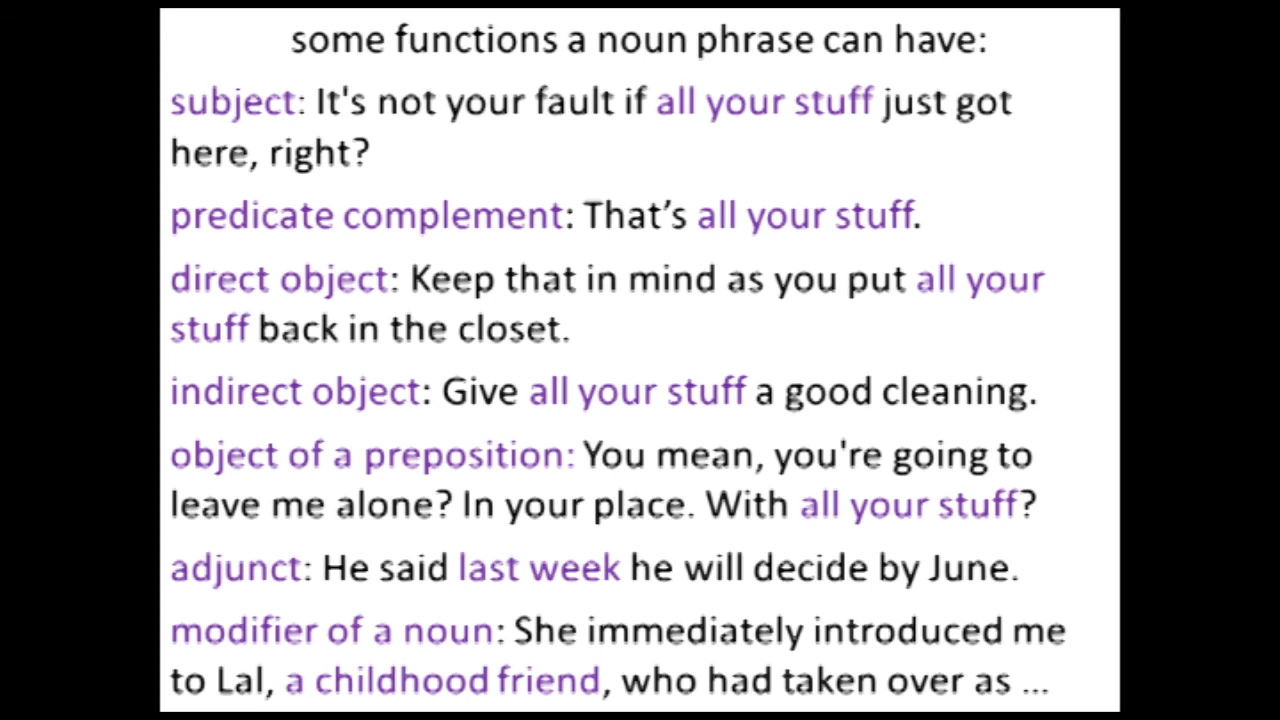 some functions a noun phrase can have:
subject: It's not your fault if all your stuff just got
here, right?
predicate complement: That’s all your stuff.
direct object: Keep that in mind as you put all your
stuff back in the closet.
indirect object: Give all your stuff a good cleaning.
object of a preposition: You mean, you're going to
leave me alone? In your place. With all your stuff?
adjunct: He said last week he will decide by June.
modifier of a noun: She immediately introduced me
to Lal, a childhood friend, who had taken over as ...